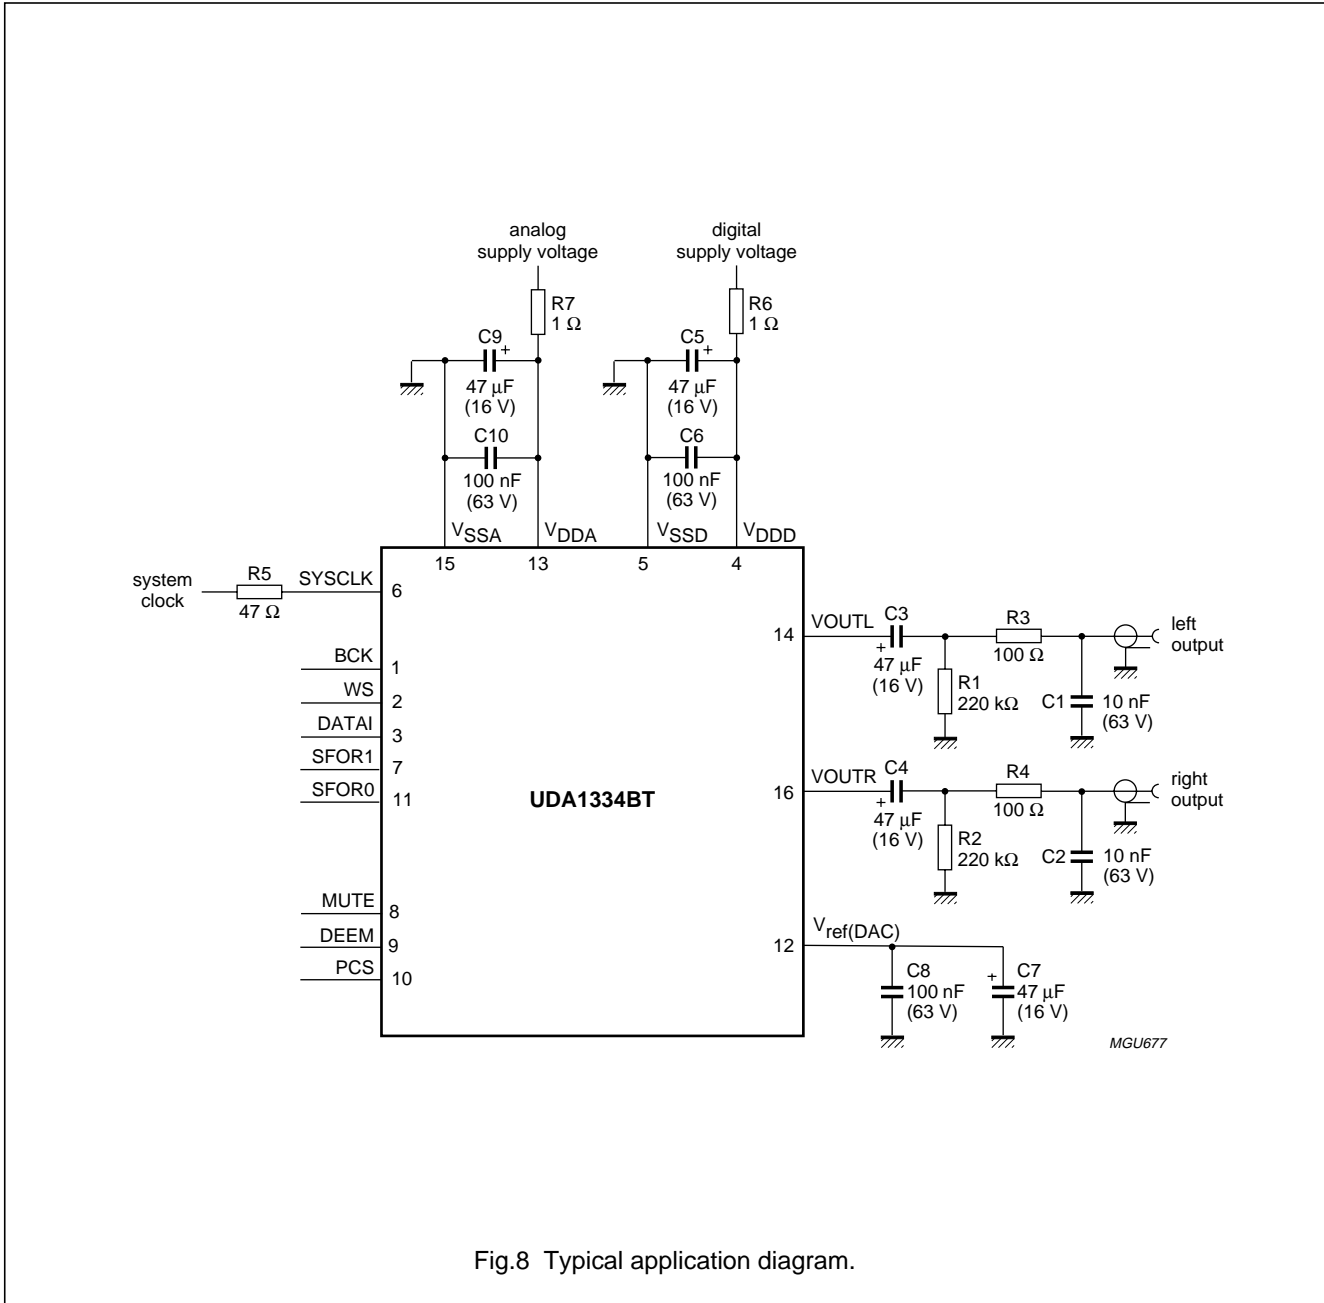 analog
supply voltage
digital
supply voltage
R7
1 Ω
R6
1 Ω
C9
+
47 μF
(16 V)
C5
+
47 μF
(16 V)
C10
100 nF
(63 V)
C6
100 nF
(63 V)
VSSA
VDDA
VSSD
VDDD
15
13
5
4
system
clock
R5
47 Ω
SYSCLK
6
BCK
1
WS
2
DATAI
3
SFOR1
7
SFOR0
11
MUTE
8
DEEM
9
PCS
10
UDA1334BT
14
VOUTL
C3
+
47 μF
(16 V)
R1
220 kΩ
R3
100 Ω
C1
10 nF
(63 V)
left
output
16
VOUTR
C4
+
47 μF
(16 V)
R2
220 kΩ
R4
100 Ω
C2
10 nF
(63 V)
right
output
12
Vref(DAC)
C8
100 nF
(63 V)
+
C7
47 μF
(16 V)
MGU677
Fig.8 Typical application diagram.